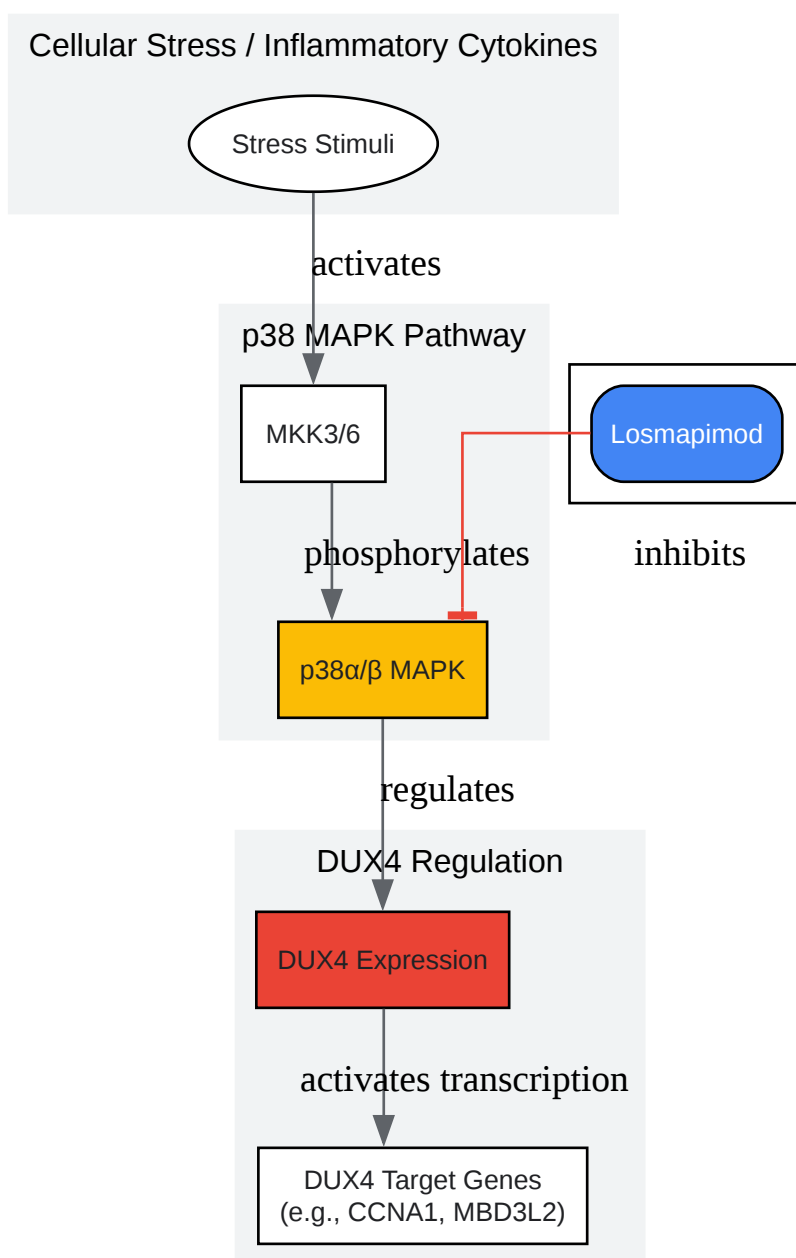 Cellular Stress / Inflammatory Cytokines
Stress Stimuli
activates
p38 MAPK Pathway
MKK3/6
Losmapimod
phosphorylates
inhibits
p38α/β MAPK
regulates
DUX4 Regulation
DUX4 Expression
activates transcription
DUX4 Target Genes
(e.g., CCNA1, MBD3L2)